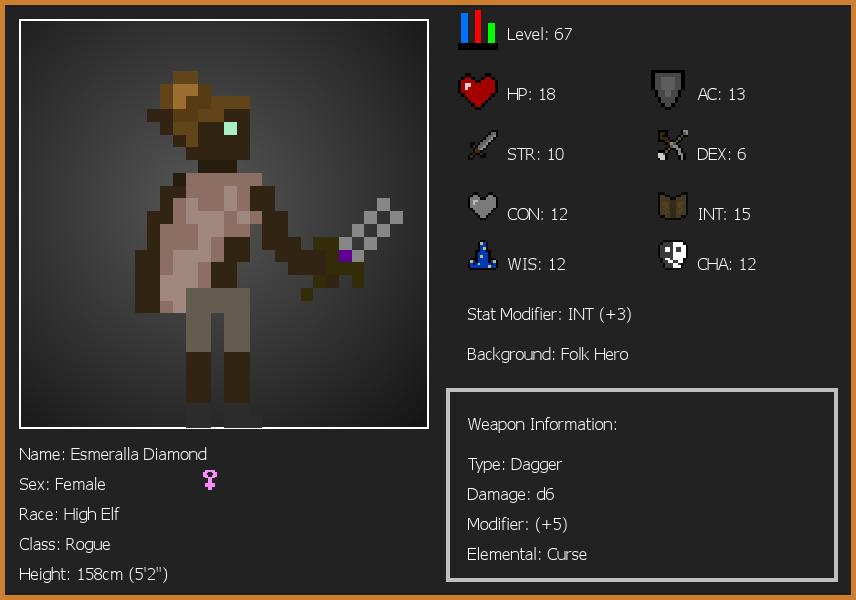 Level: 67
HP: 18
AC: 13
STR: 10
DEX: 6
CON: 12
INT: 15
WIS: 12
CHA: 12
Stat Modifier: INT (+3)
Background: Folk Hero
Weapon Information:
Type: Dagger
Damage: d6
Modifier: (+5)
Elemental: Curse
Name: Esmeralla Diamond
Sex: Female
Race: High Elf
Class: Rogue
Height: 158cm (5'2")